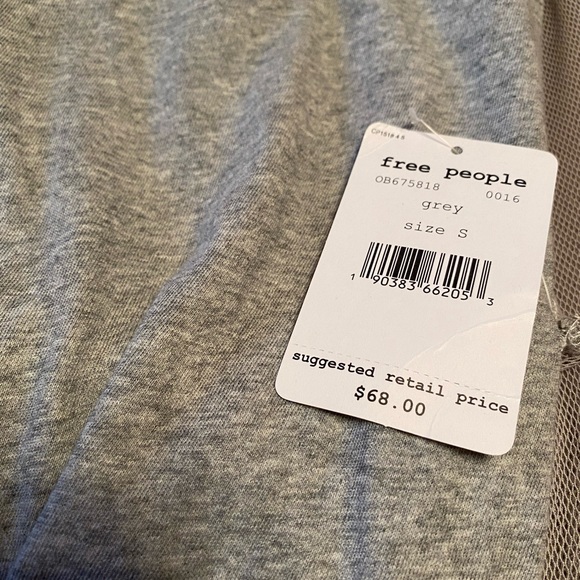 free people
OB675818 0016
grey
size S
1 90383 66205 3
suggested retail price
$68.00